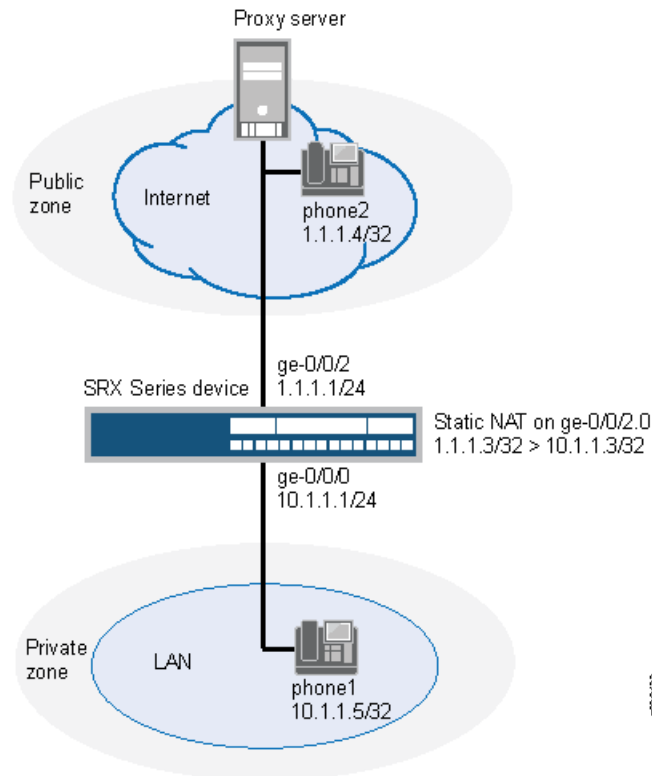 Proxy server
Public
zone
Internet
phone2
1.1.1.4/32
ge-0/0/2
1.1.1.1/24
SRX Series device
Static NAT on ge-0/0/2.0
1.1.1.3/32 > 10.1.1.3/32
ge-0/0/0
10.1.1.1/24
Private
zone
LAN
phone1
10.1.1.5/32